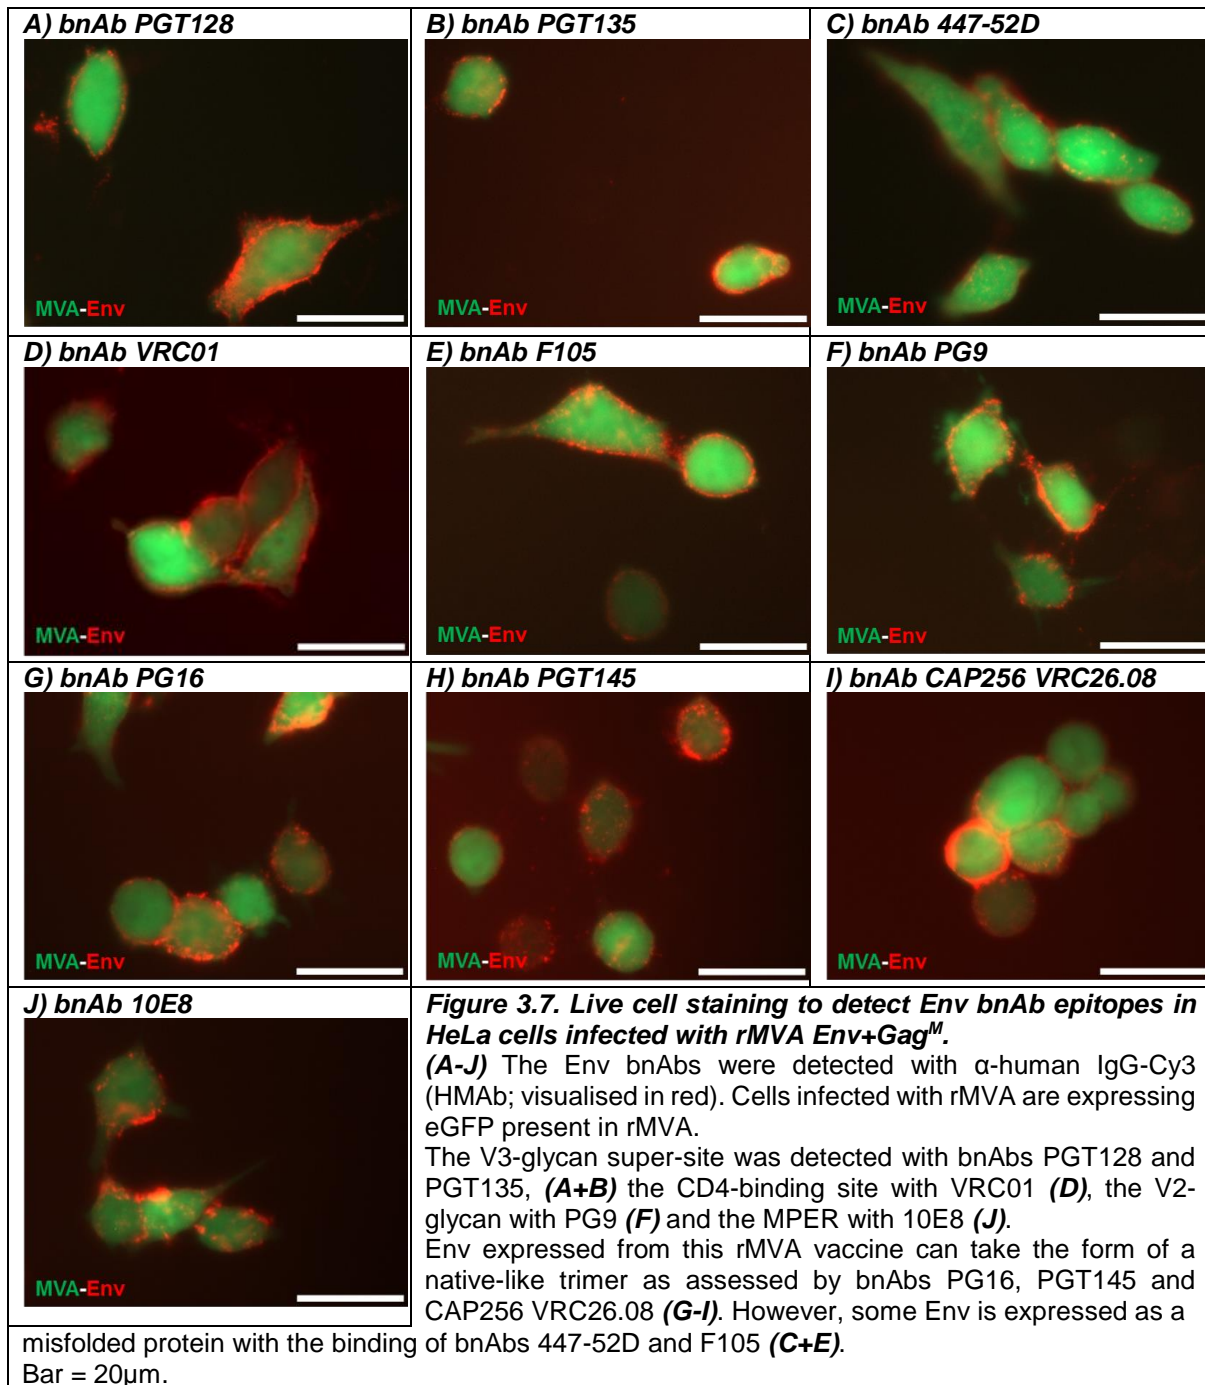 A) bnAb PGT128
B) bnAb PGT135
C) bnAb 447-52D
MVA-Env
MVA-Env
MVA-Env
D) bnAb VRC01
E) bnAb F105
F) bnAb PG9
MVA-Env
MVA-Env
MVA-Env
G) bnAb PG16
H) bnAb PGT145
I) bnAb CAP256 VRC26.08
MVA-Env
MVA-Env
MVA-Env
J) bnAb 10E8
MVA-Env
Figure 3.7. Live cell staining to detect Env bnAb epitopes in
HeLa cells infected with rMVA Env+Gagᴹ.
(A-J) The Env bnAbs were detected with α-human IgG-Cy3
(HMAb; visualised in red). Cells infected with rMVA are expressing
eGFP present in rMVA.
The V3-glycan super-site was detected with bnAbs PGT128 and
PGT135, (A+B) the CD4-binding site with VRC01 (D), the V2-
glycan with PG9 (F) and the MPER with 10E8 (J).
Env expressed from this rMVA vaccine can take the form of a
native-like trimer as assessed by bnAbs PG16, PGT145 and
CAP256 VRC26.08 (G-I). However, some Env is expressed as a
misfolded protein with the binding of bnAbs 447-52D and F105 (C+E).
Bar = 20µm.